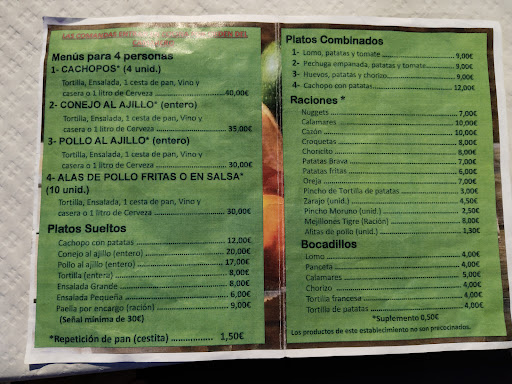 LAS COMANDAS
Menús para 4 personas
1- CACHOPOS* (4 unid.)
Tortilla, Ensalada, 1 cesta de pan, Vino y
casera o 1 litro de Cerveza 40,00€
2- CONEJO AL AJILLO* (entero)
Tortilla, Ensalada, 1 cesta de pan, Vino y
casera o 1 litro de Cerveza 35,00€
3- POLLO AL AJILLO* (entero)
Tortilla, Ensalada, 1 cesta de pan, Vino y
casera o 1 litro de Cerveza 30,00€
4- ALAS DE POLLO FRITAS O EN SALSA*
(10 unid.)
Tortilla, Ensalada, 1 cesta de pan, Vino y
casera o 1 litro de Cerveza 30,00€
Platos Sueltos
Cachopo con patatas 12,00€
Conejo al ajillo (entero) 20,00€
Pollo al ajillo (entero) 17,00€
Tortilla (entera) 8,00€
Ensalada Grande 8,00€
Ensalada Pequeña 6,00€
Paella por encargo (ración) 9,00€
(Señal mínima de 30€)
*Repetición de pan (cestita) 1,50€
Platos Combinados
1- Lomo, patatas y tomate 9,00€
2- Pechuga empanada, patatas y tomate 9,00€
3- Huevos, patatas y chorizo 9,00€
4- Cachopo con patatas 12,00€
Raciones *
Nuggets 7,00€
Calamares 10,00€
Cazón 10,00€
Croquetas 8,00€
Choricito 8,00€
Patatas Brava 7,00€
Patatas fritas 6,00€
Oreja 7,00€
Pincho de Tortilla de patatas 3,00€
Zarajo (unid.) 4,50€
Pincho Moruno (unid.) 2,50€
Mejillones Tigre (Ración) 8,00€
Alitas de pollo (unid.) 1,30€
Bocadillos
Lomo 4,00€
Panceta 4,00€
Calamares 5,00€
Chorizo 4,00€
Tortilla francesa 4,00€
Tortilla de patatas 4,00€
*Suplemento 0,50€
Los productos de este establecimiento no son precocinados.